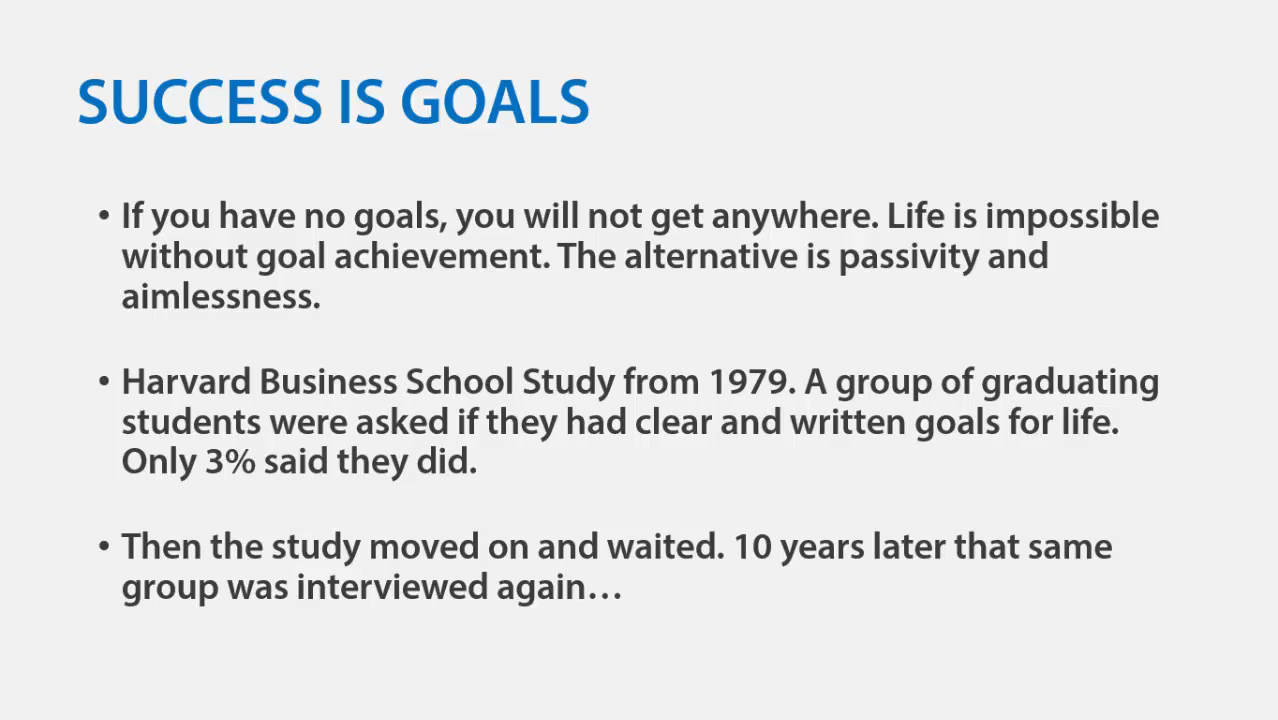 SUCCESS IS GOALS
• If you have no goals, you will not get anywhere. Life is impossible
without goal achievement. The alternative is passivity and
aimlessness.
• Harvard Business School Study from 1979. A group of graduating
students were asked if they had clear and written goals for life.
Only 3% said they did.
• Then the study moved on and waited. 10 years later that same
group was interviewed again…